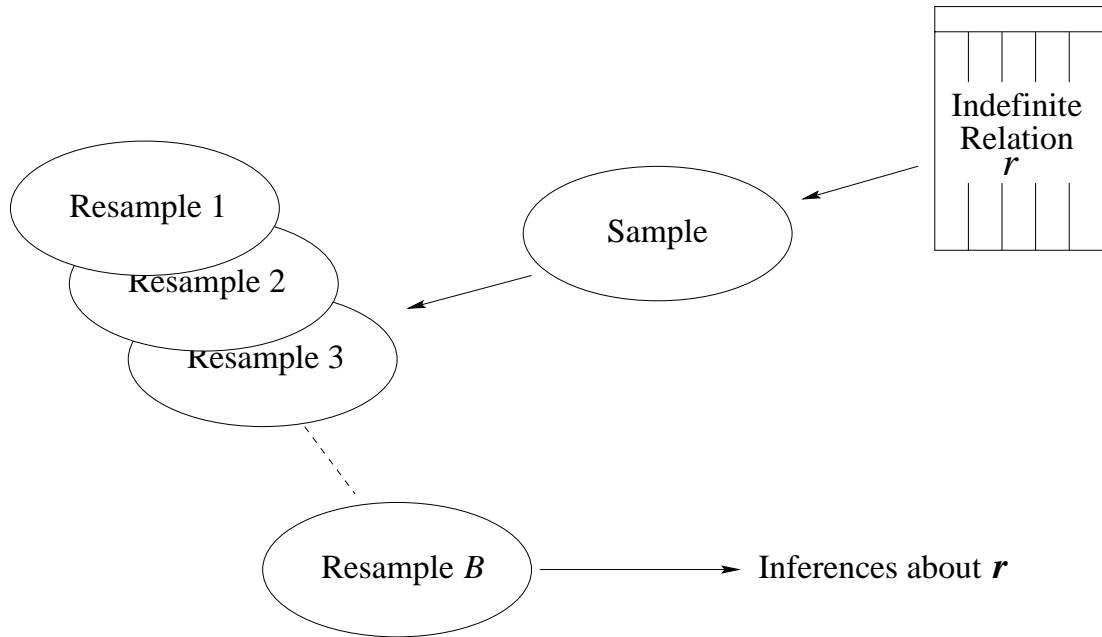 Indefinite
Relation
r
Sample
Resample 1
Resample 2
Resample 3
Resample B
Inferences about r